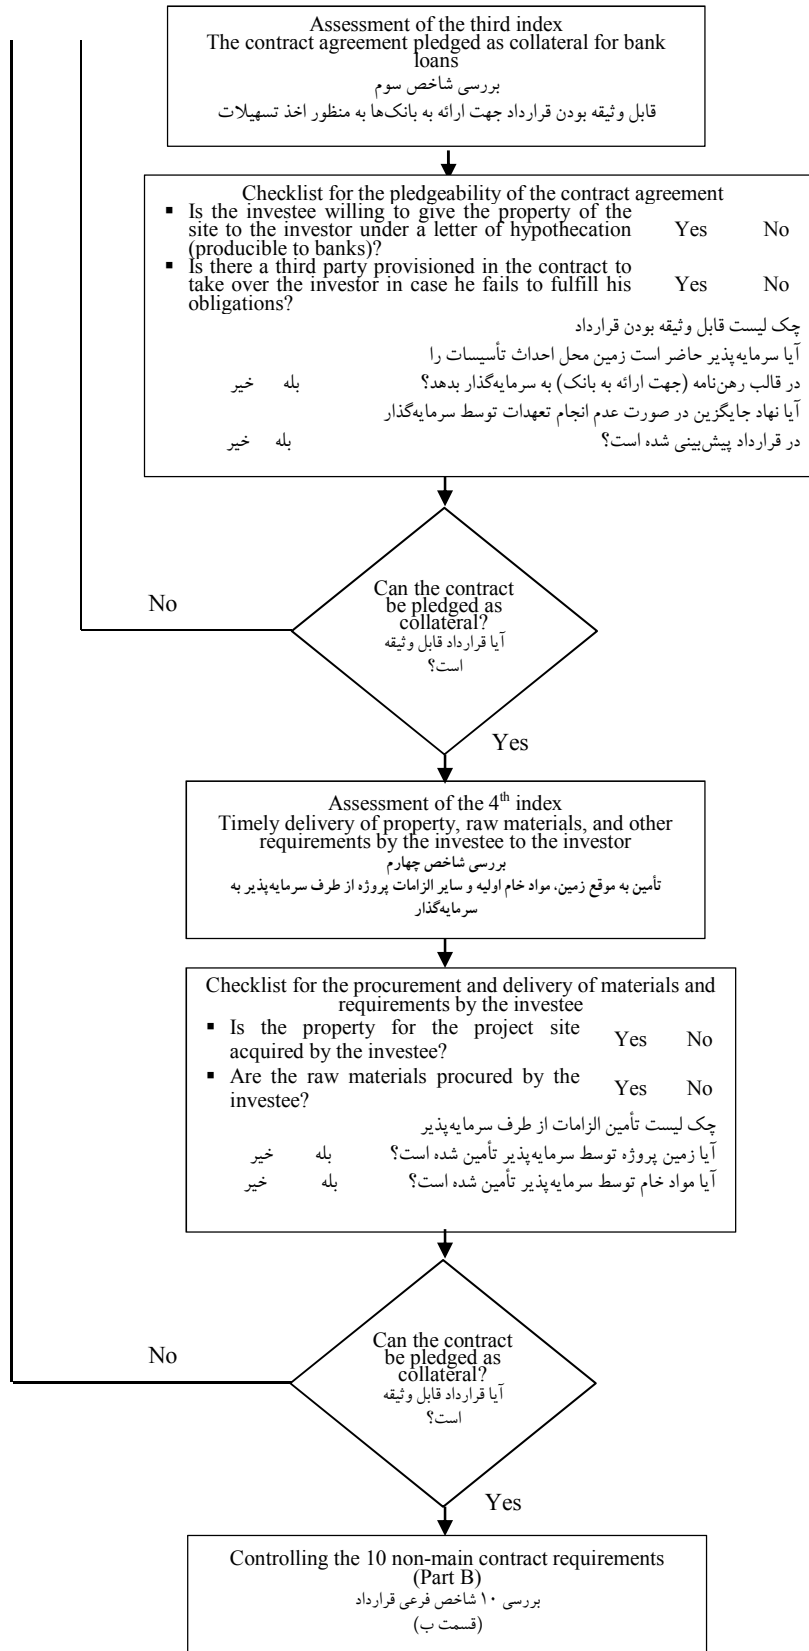 Assessment of the third index
The contract agreement pledged as collateral for bank
loans
بررسی شاخص سوم
قابل وثیقه بودن قرارداد جهت ارائه به بانک‌ها به منظور اخذ تسهیلات
Checklist for the pledgeability of the contract agreement
▪ Is the investee willing to give the property of the
site to the investor under a letter of hypothecation Yes No
(producible to banks)?
▪ Is there a third party provisioned in the contract to
take over the investor in case he fails to fulfill his Yes No
obligations?
چک لیست قابل وثیقه بودن قرارداد
آیا سرمایه‌پذیر حاضر است زمین محل احداث تأسیسات را
در قالب رهن‌نامه (جهت ارائه به بانک) به سرمایه‌گذار بدهد؟ بله خیر
آیا نهاد جایگزین در صورت عدم انجام تعهدات توسط سرمایه‌گذار
در قرارداد پیش‌بینی شده است؟ بله خیر
Can the contract
be pledged as
collateral?
آیا قرارداد قابل وثیقه
است؟
No
Yes
Assessment of the 4th index
Timely delivery of property, raw materials, and other
requirements by the investee to the investor
بررسی شاخص چهارم
تأمین به موقع زمین، مواد خام اولیه و سایر الزامات پروژه از طرف سرمایه‌پذیر به
سرمایه‌گذار
Checklist for the procurement and delivery of materials and
requirements by the investee
▪ Is the property for the project site
acquired by the investee? Yes No
▪ Are the raw materials procured by the
investee? Yes No
چک لیست تأمین الزامات از طرف سرمایه‌پذیر
آیا زمین پروژه توسط سرمایه‌پذیر تأمین شده است؟ بله خیر
آیا مواد خام توسط سرمایه‌پذیر تأمین شده است؟ بله خیر
Can the contract
be pledged as
collateral?
آیا قرارداد قابل وثیقه
است؟
No
Yes
Controlling the 10 non-main contract requirements
(Part B)
بررسی ۱۰ شاخص فرعی قرارداد
(قسمت ب)